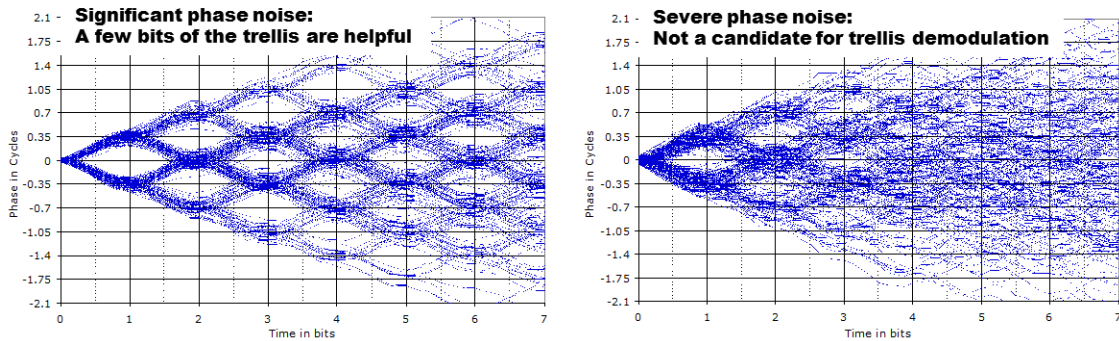 Significant phase noise:
A few bits of the trellis are helpful
2.1
1.75
1.4
1.05
0.7
0.35
0
-0.35
-0.7
-1.05
-1.4
-1.75
-2.1
Phase in Cycles
0 1 2 3 4 5 6 7
Time in bits
Severe phase noise:
Not a candidate for trellis demodulation
2.1
1.75
1.4
1.05
0.7
0.35
0
-0.35
-0.7
-1.05
-1.4
-1.75
-2.1
Phase in Cycles
0 1 2 3 4 5 6 7
Time in bits